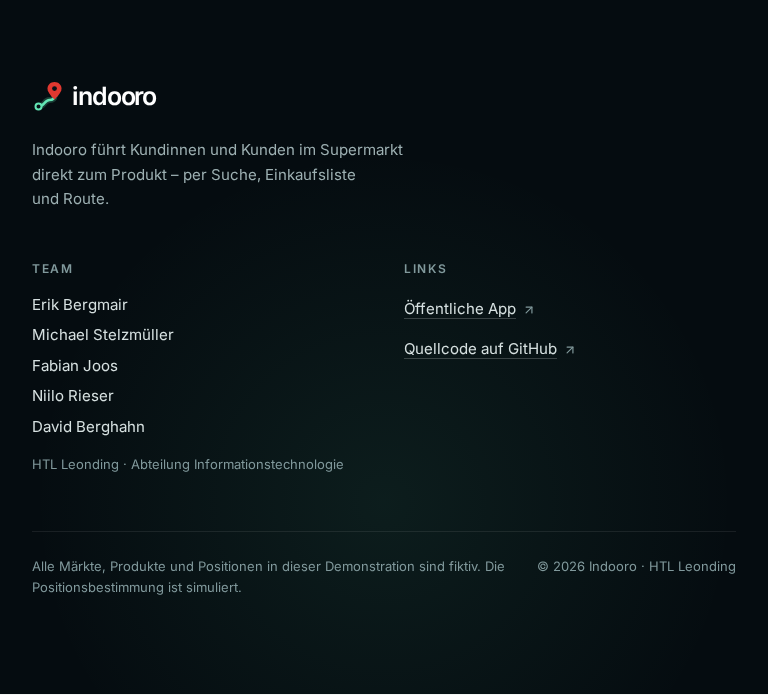 indooro
Indooro führt Kundinnen und Kunden im Supermarkt
direkt zum Produkt – per Suche, Einkaufsliste
und Route.
TEAM
Erik Bergmair
Michael Stelzmüller
Fabian Joos
Niilo Rieser
David Berghahn
HTL Leonding · Abteilung Informationstechnologie
LINKS
Öffentliche App
Quellcode auf GitHub
Alle Märkte, Produkte und Positionen in dieser Demonstration sind fiktiv. Die
Positionsbestimmung ist simuliert.
© 2026 Indooro · HTL Leonding